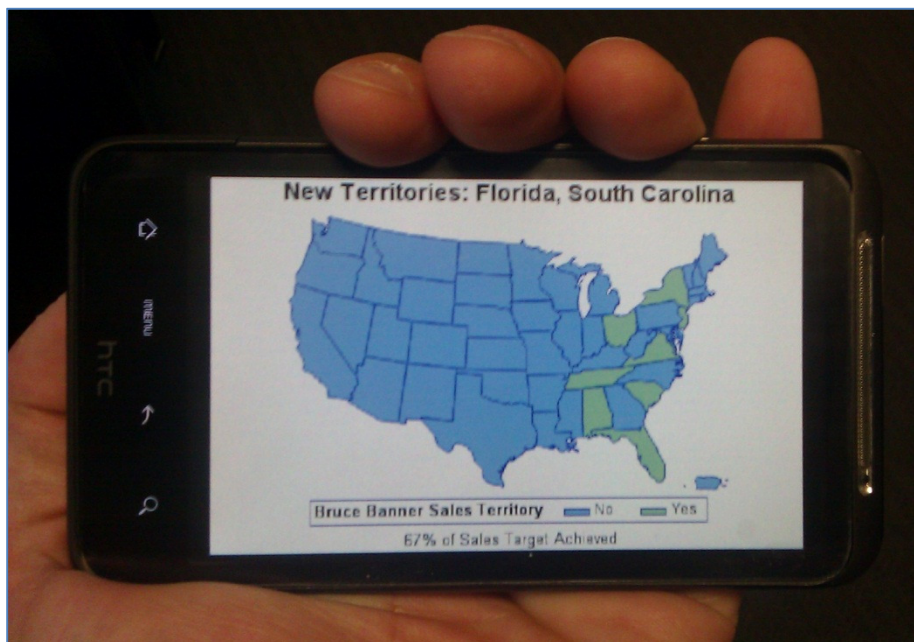 New Territories: Florida, South Carolina
MENU
hTC
Bruce Banner Sales Territory No Yes
67% of Sales Target Achieved